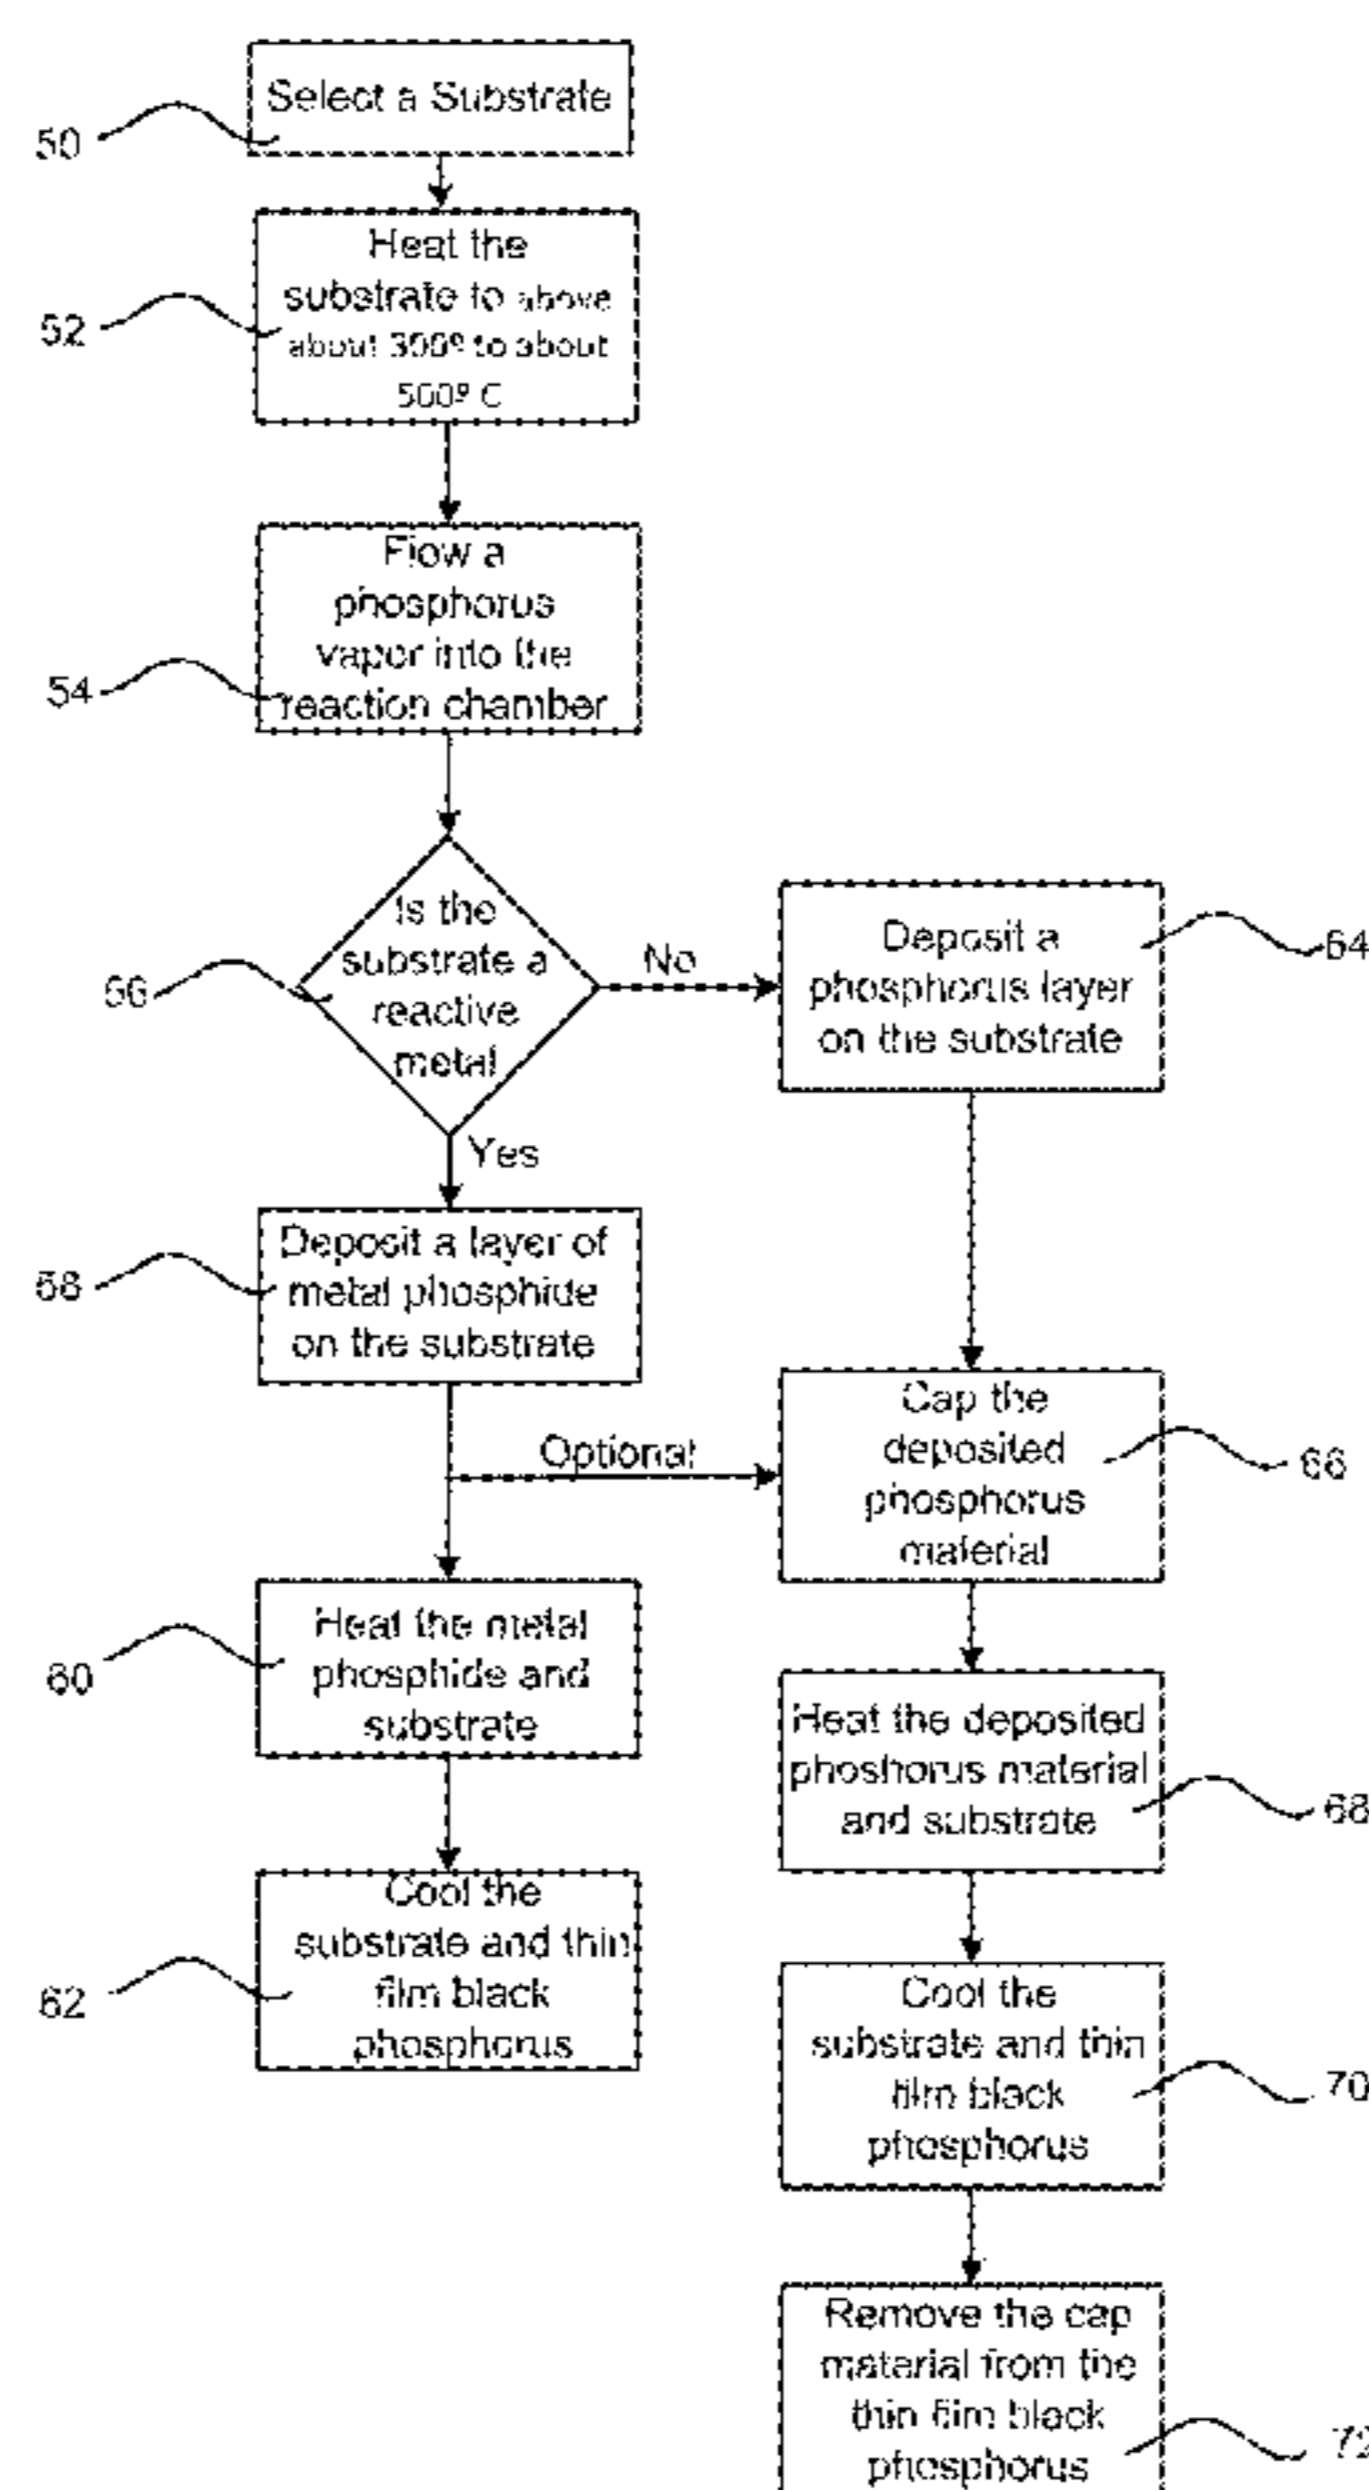 Select a Substrate
50
Heat the
substrate to above
about 300º to about
500º C
52
Flow a
phosphorus
vapor into the
reaction chamber
54
Is the
substrate a
reactive
metal
56
No
Yes
Deposit a
phosphorus layer
on the substrate
64
Deposit a layer of
metal phosphide
on the substrate
58
Optional
Cap the
deposited
phosphorus
material
66
Heat the metal
phosphide and
substrate
60
Heat the deposited
phoshorus material
and substrate
68
Cool the
substrate and thin
film black
phosphorus
62
Cool the
substrate and thin
film black
phosphorus
70
Remove the cap
material from the
thin film black
phosphorus
72